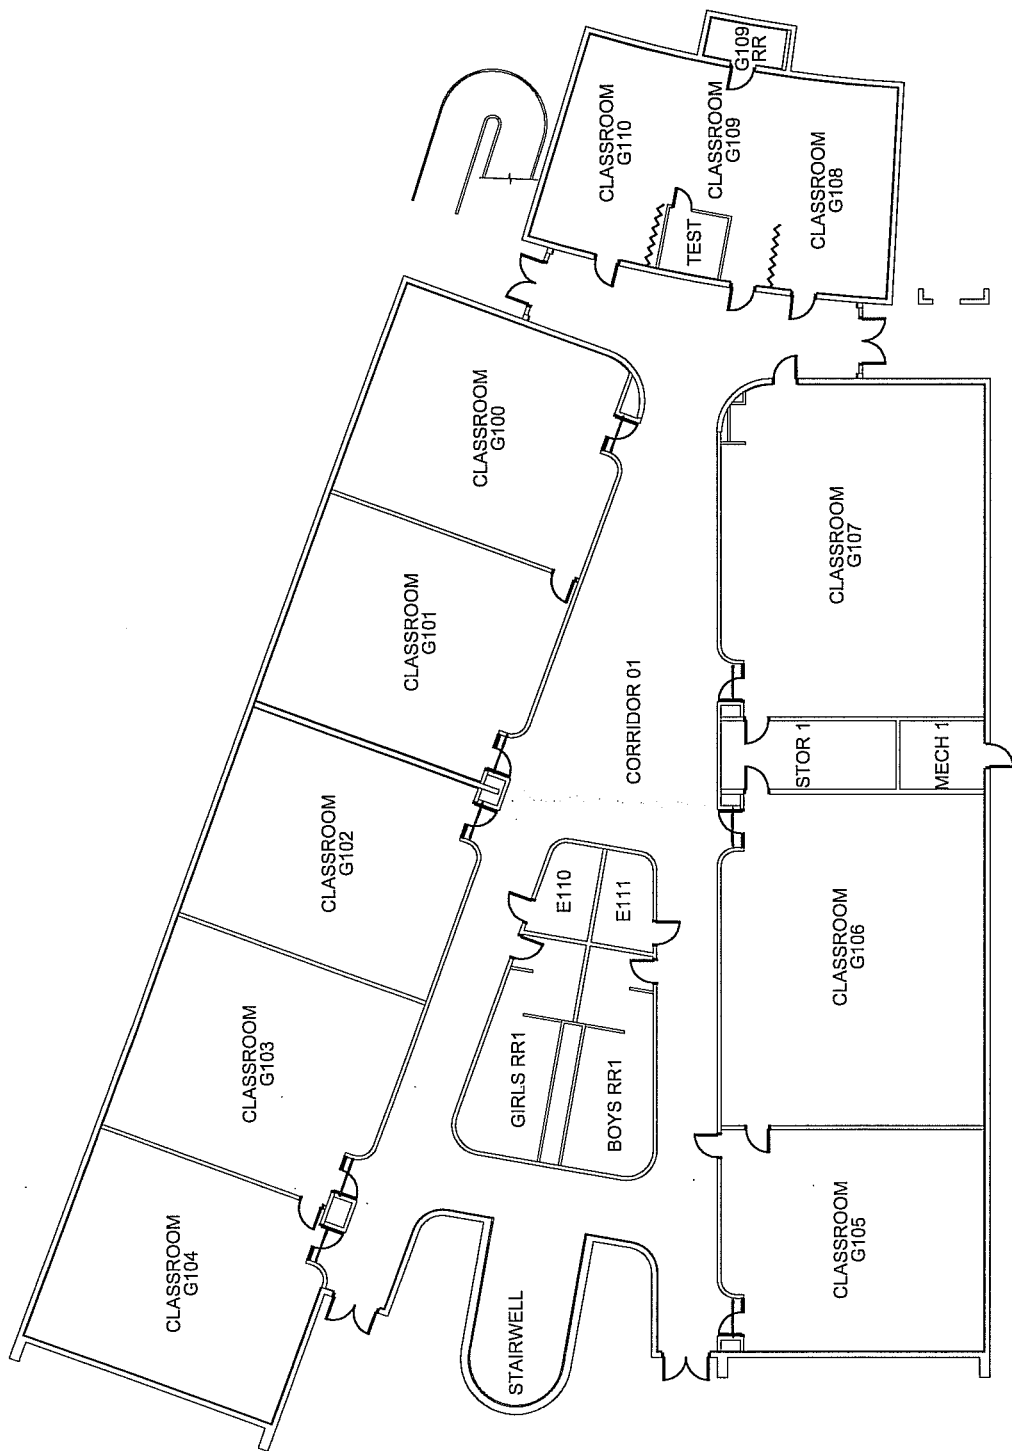 CLASSROOM
G104
CLASSROOM
G103
CLASSROOM
G102
CLASSROOM
G101
CLASSROOM
G100
CLASSROOM
G110
CLASSROOM
G109
G109
RR
TEST
CLASSROOM
G108
STAIRWELL
GIRLS RR1
BOYS RR1
E110
E111
CORRIDOR 01
CLASSROOM
G105
CLASSROOM
G106
STOR 1
MECH 1
CLASSROOM
G107